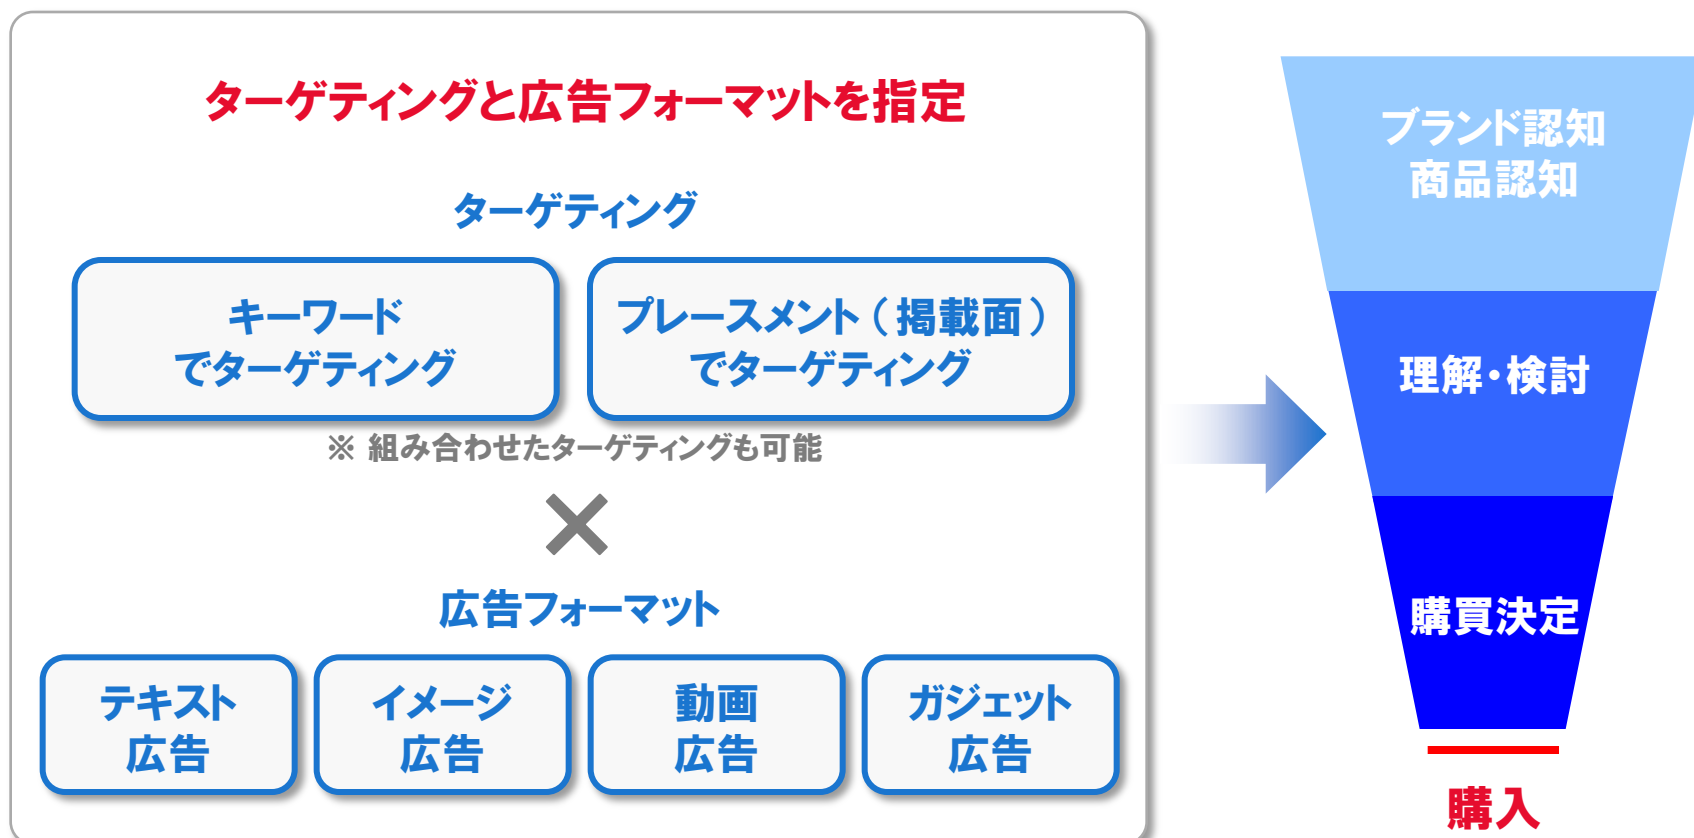 ターゲティングと広告フォーマットを指定
ターゲティング
キーワード
でターゲティング
プレースメント（掲載面）
でターゲティング
※ 組み合わせたターゲティングも可能
×
広告フォーマット
テキスト
広告
イメージ
広告
動画
広告
ガジェット
広告
ブランド認知
商品認知
理解・検討
購買決定
購入